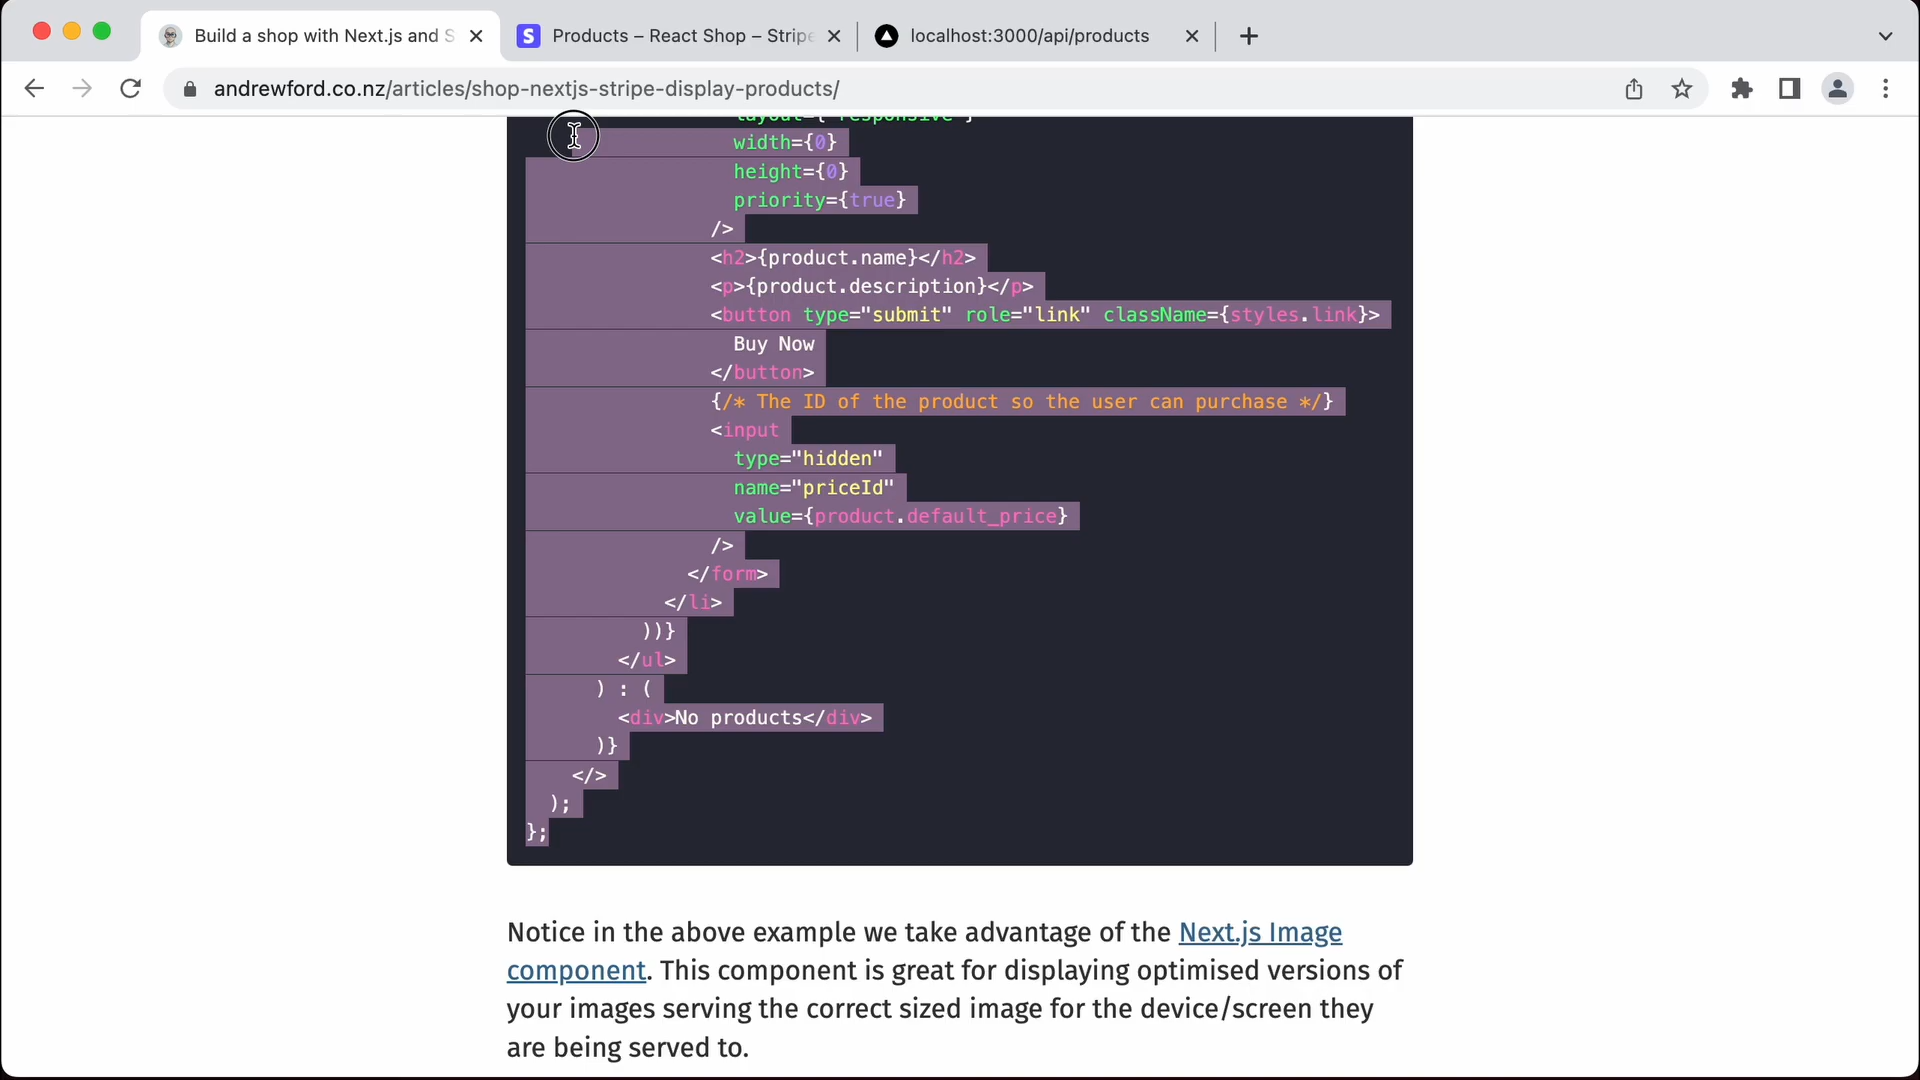 Build a shop with Next.js and S
Products – React Shop – Stripe
localhost:3000/api/products
andrewford.co.nz/articles/shop-nextjs-stripe-display-products/
layout={"responsive"}
width={0}
height={0}
priority={true}
/>
<h2>{product.name}</h2>
<p>{product.description}</p>
<button type="submit" role="link" className={styles.link}>
Buy Now
</button>
{/* The ID of the product so the user can purchase */}
<input
type="hidden"
name="priceId"
value={product.default_price}
/>
</form>
</li>
))}
</ul>
) : (
<div>No products</div>
)}
</>
);
};
Notice in the above example we take advantage of the Next.js Image
component. This component is great for displaying optimised versions of
your images serving the correct sized image for the device/screen they
are being served to.